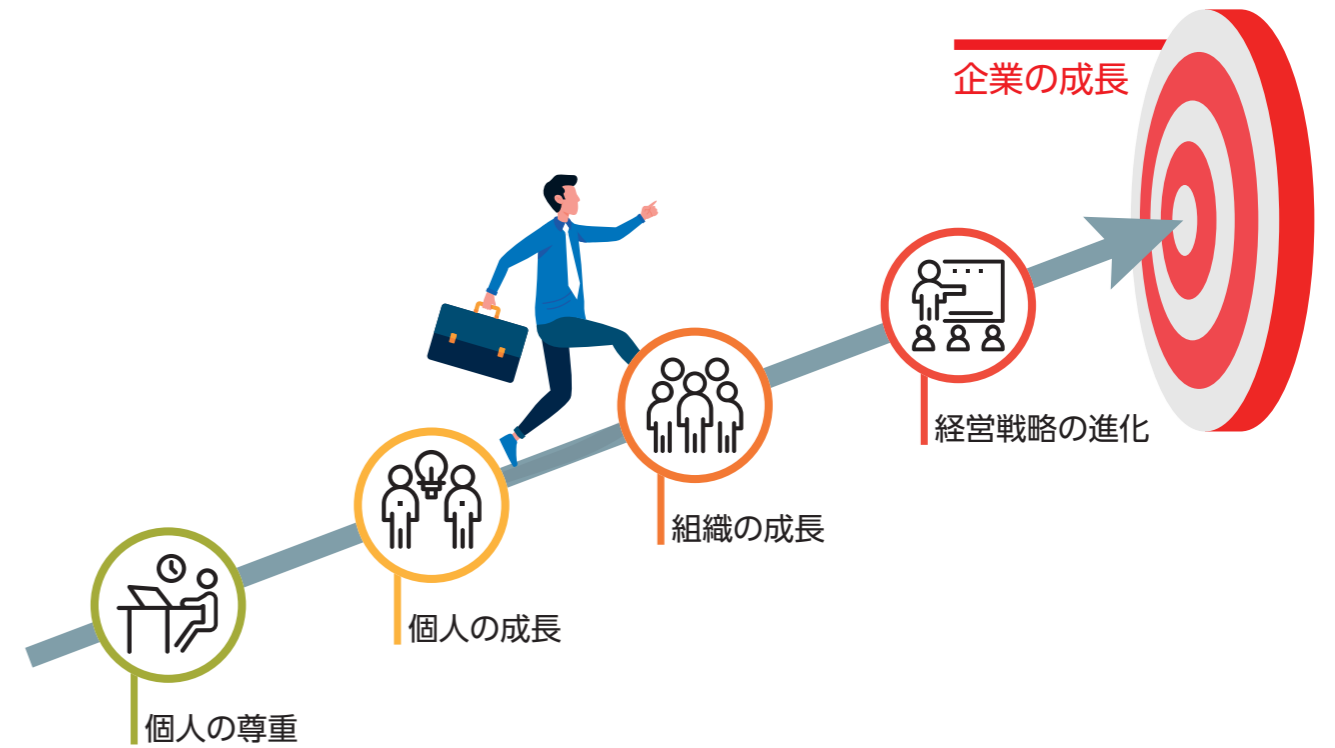 企業の成長
経営戦略の進化
組織の成長
個人の成長
個人の尊重